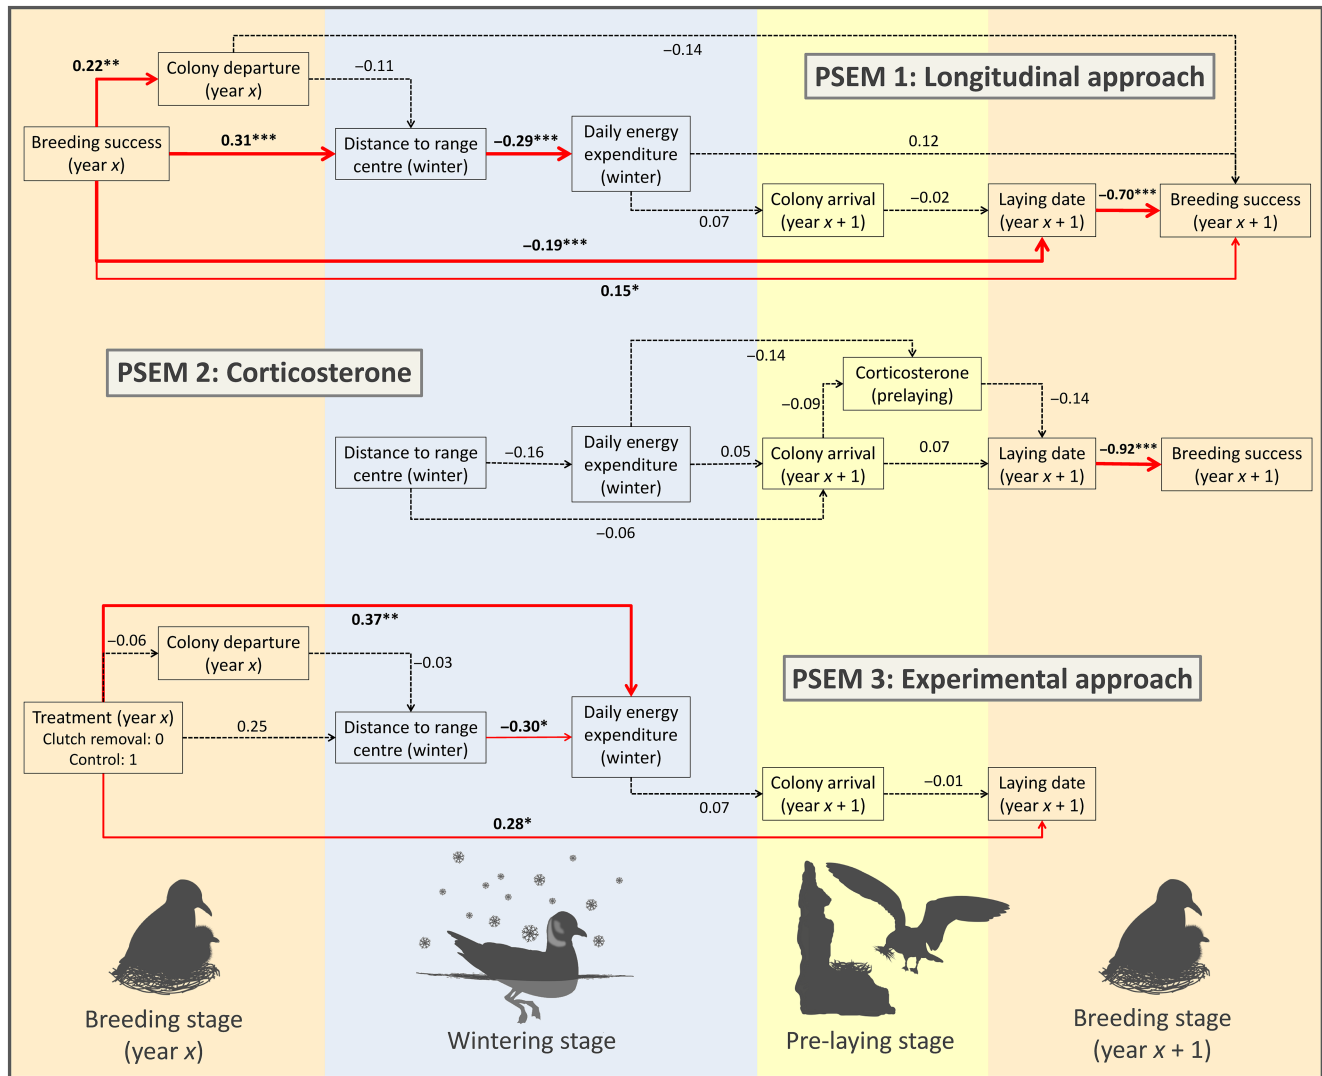 −0.14
0.22**
Colony departure
(year x)
−0.11
PSEM 1: Longitudinal approach
Breeding success
(year x)
0.31***
Distance to range
centre (winter)
−0.29***
Daily energy
expenditure
(winter)
0.12
0.07
Colony arrival
(year x + 1)
−0.02
Laying date
(year x + 1)
−0.70***
Breeding success
(year x + 1)
−0.19***
0.15*
PSEM 2: Corticosterone
−0.14
Corticosterone
(prelaying)
−0.09
−0.14
Distance to range
centre (winter)
−0.16
Daily energy
expenditure
(winter)
0.05
Colony arrival
(year x + 1)
0.07
Laying date
(year x + 1)
−0.92***
Breeding success
(year x + 1)
−0.06
0.37**
−0.06
Colony departure
(year x)
−0.03
PSEM 3: Experimental approach
Treatment (year x)
Clutch removal: 0
Control: 1
0.25
Distance to range
centre (winter)
−0.30*
Daily energy
expenditure
(winter)
0.07
Colony arrival
(year x + 1)
−0.01
Laying date
(year x + 1)
0.28*
Breeding stage
(year x)
Wintering stage
Pre-laying stage
Breeding stage
(year x + 1)